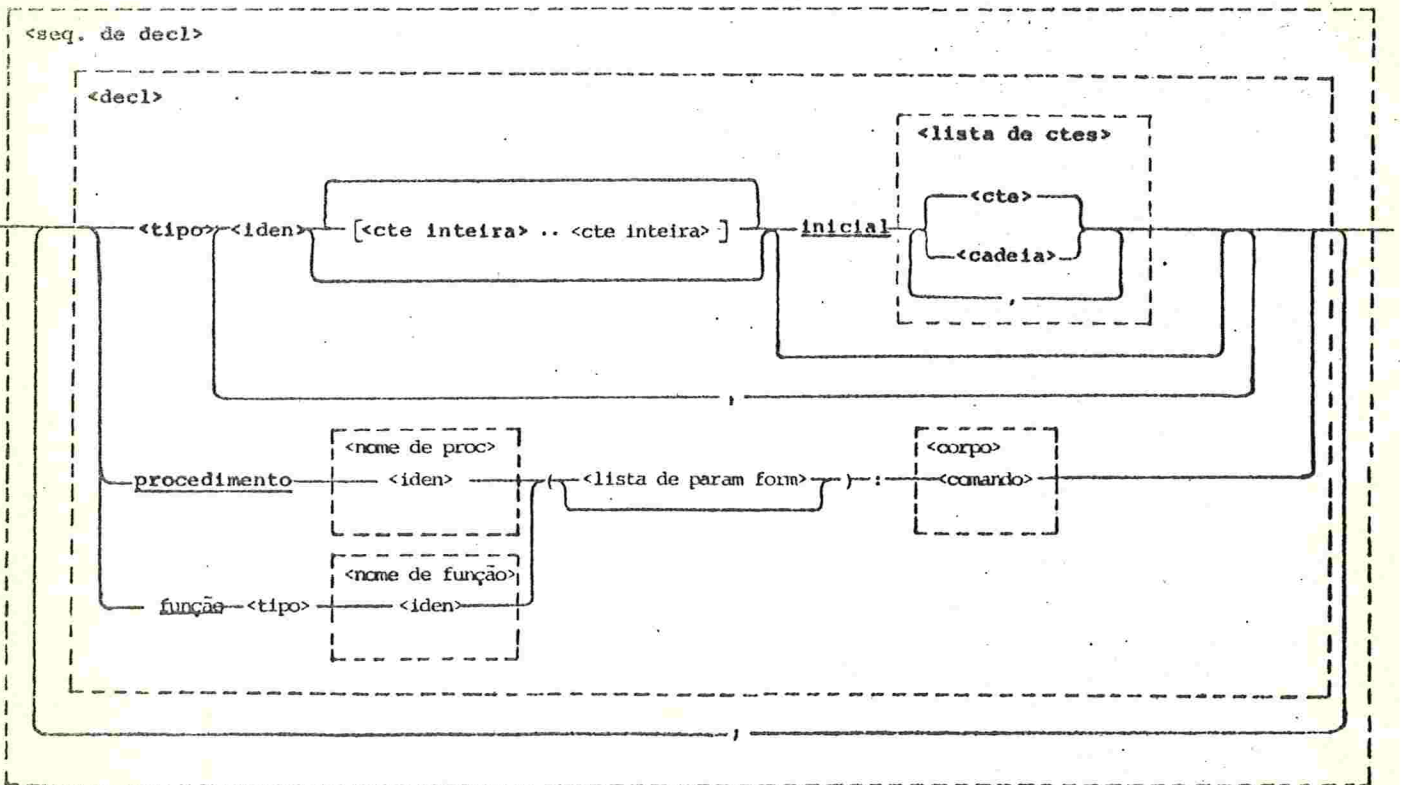 <seq. de decl>
<decl>
<lista de ctes>
<cte>
<tipo> <iden> [<cte inteira> .. <cte inteira>] inicial
<cadeia>
,
,
<nome de proc> <corpo>
procedimento <iden> ( <lista de param form> ) : <comando>
<nome de função>
função <tipo> <iden>
,